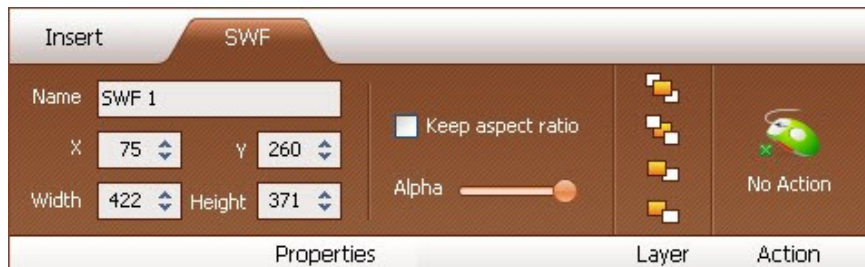 Insert SWF
Name SWF 1
X 75 Y 260
Width 422 Height 371
Keep aspect ratio
Alpha
No Action
Properties Layer Action